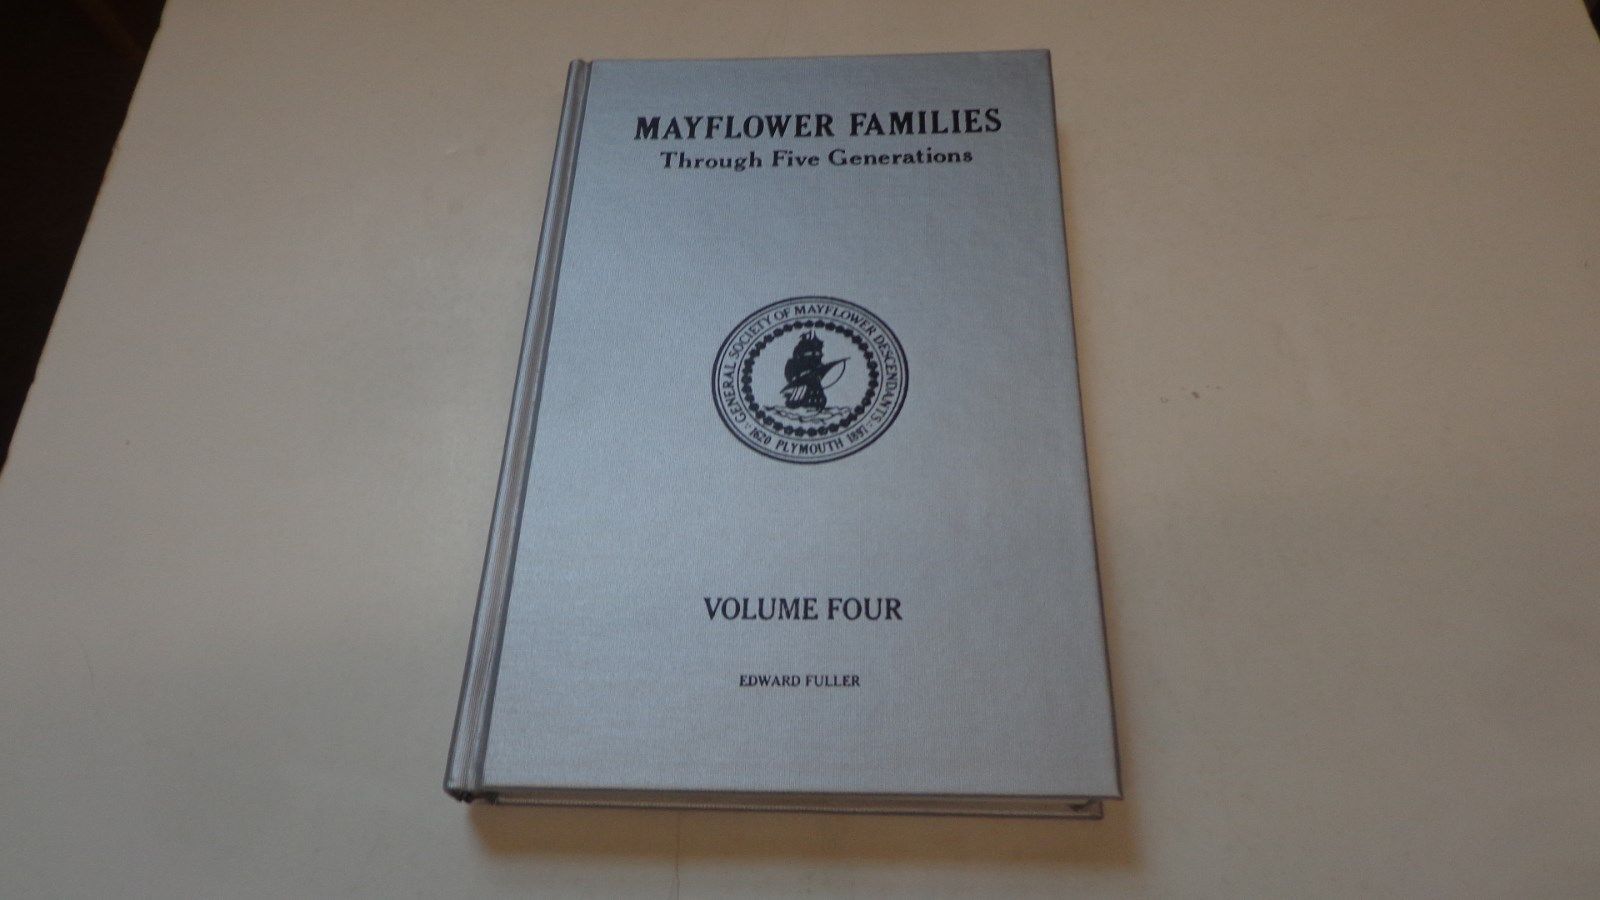 MAYFLOWER FAMILIES
Through Five Generations
GENERAL SOCIETY OF MAYFLOWER DESCENDANTS
1620 PLYMOUTH 1897
VOLUME FOUR
EDWARD FULLER